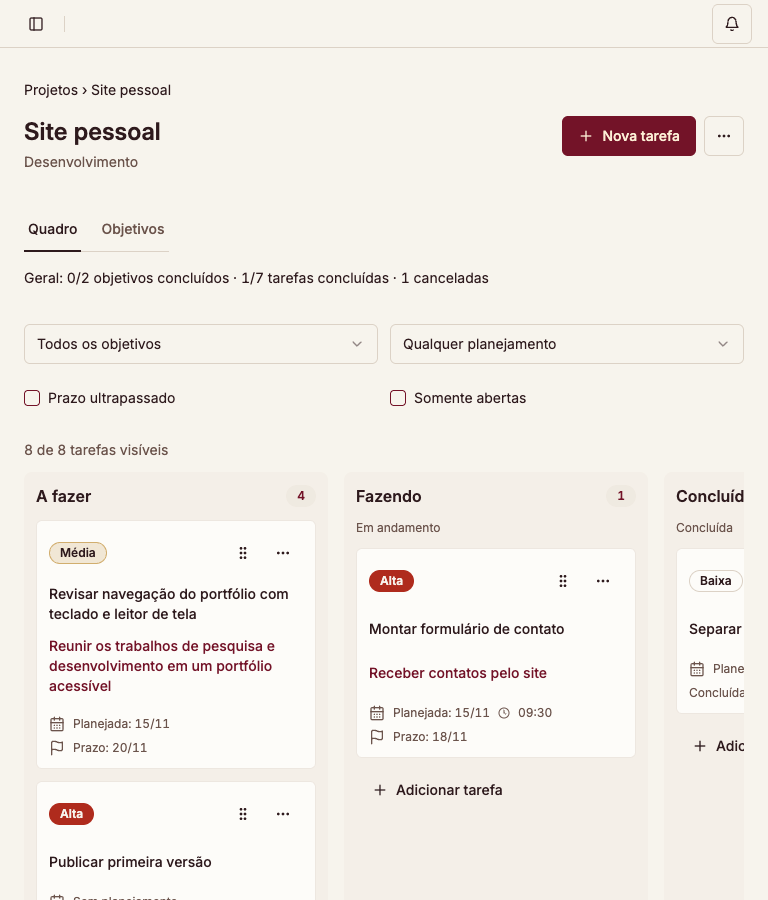 Projetos › Site pessoal
Site pessoal
Nova tarefa
Desenvolvimento
Quadro
Objetivos
Geral: 0/2 objetivos concluídos · 1/7 tarefas concluídas · 1 canceladas
Todos os objetivos
Qualquer planejamento
Prazo ultrapassado
Somente abertas
8 de 8 tarefas visíveis
A fazer
4
Média
Revisar navegação do portfólio com
teclado e leitor de tela
Reunir os trabalhos de pesquisa e
desenvolvimento em um portfólio
acessível
Planejada: 15/11
Prazo: 20/11
Alta
Publicar primeira versão
Fazendo
1
Em andamento
Alta
Montar formulário de contato
Receber contatos pelo site
Planejada: 15/11
09:30
Prazo: 18/11
Adicionar tarefa
Concluíd
Concluída
Baixa
Separar
Plane
Concluída
Adic